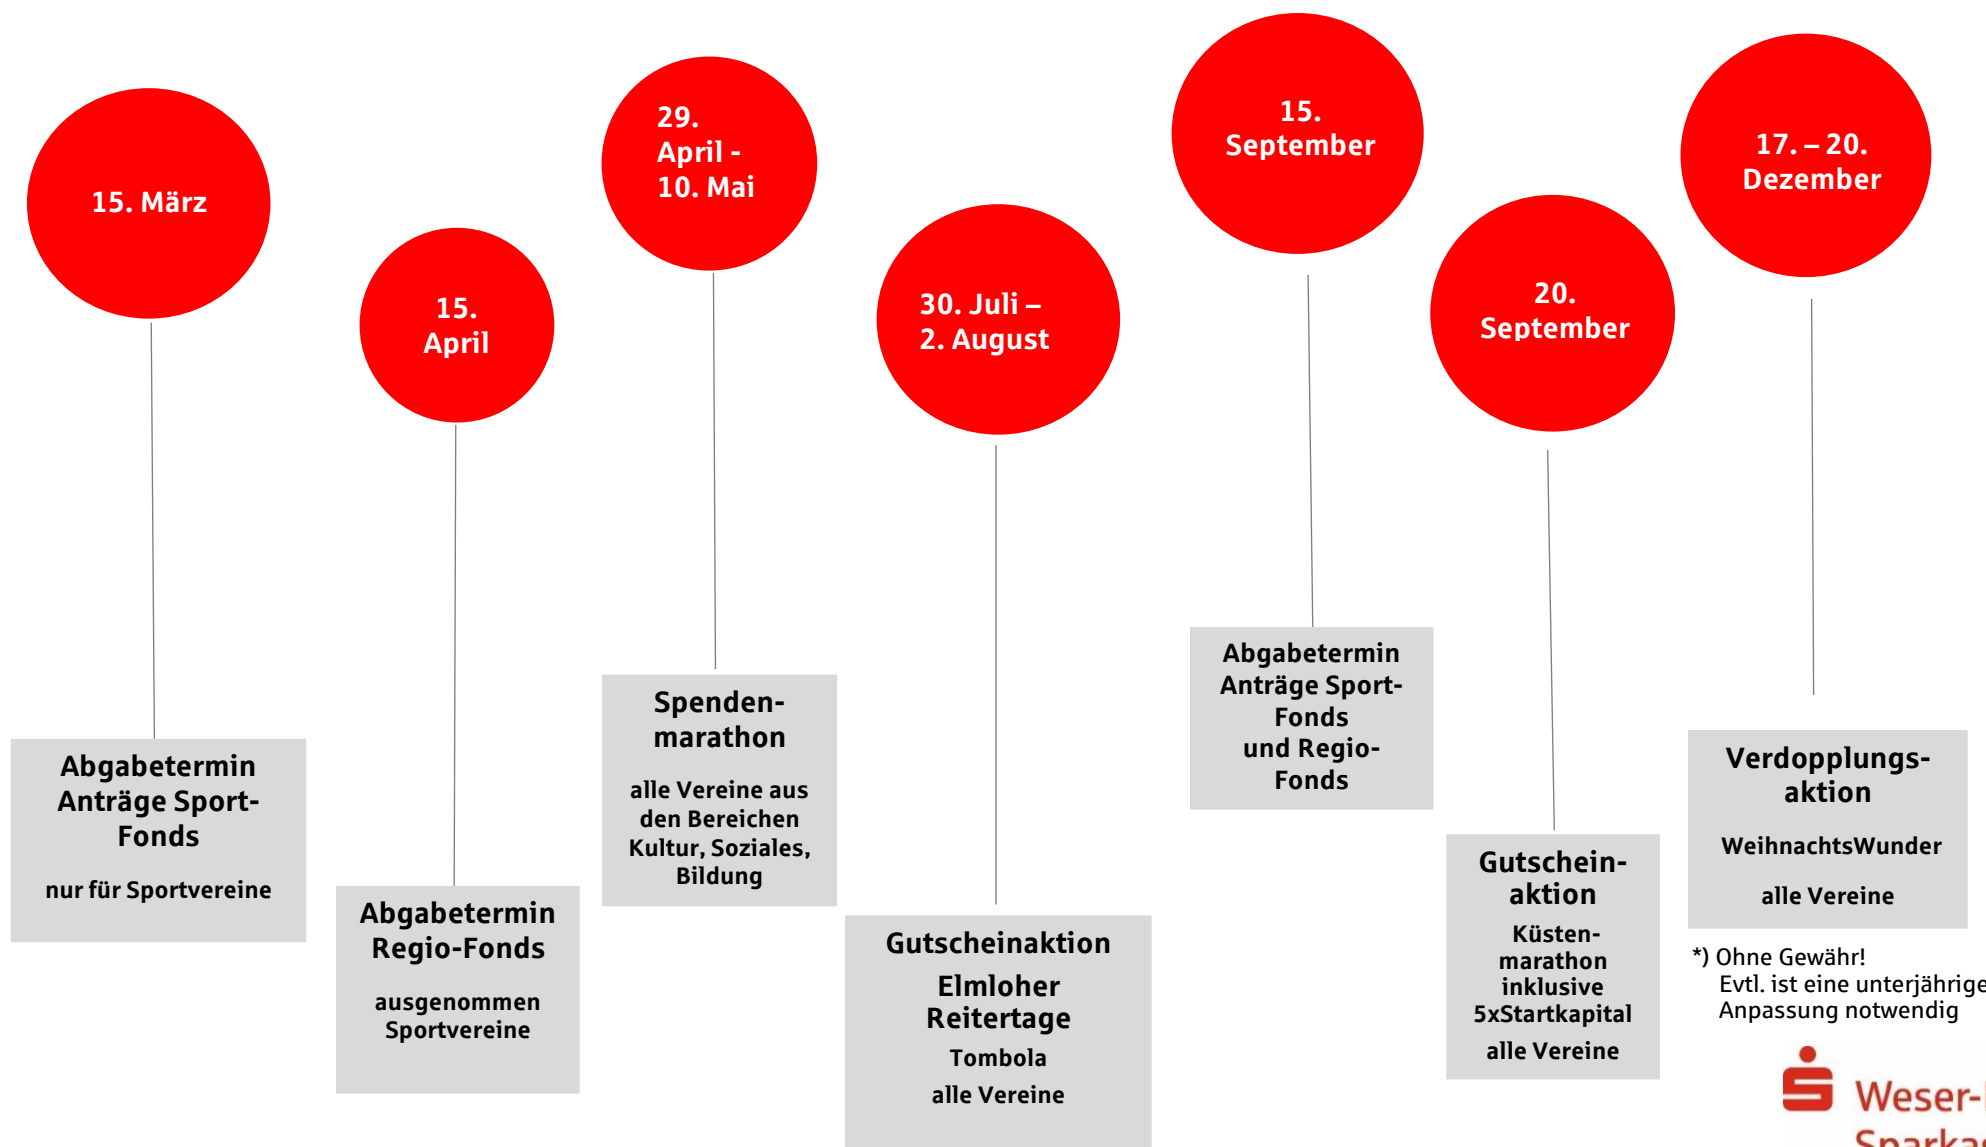 15. März
15.
April
29.
April -
10. Mai
30. Juli –
2. August
15.
September
20.
September
17. – 20.
Dezember
Abgabetermin
Anträge Sport-
Fonds
nur für Sportvereine
Abgabetermin
Regio-Fonds
ausgenommen
Sportvereine
Spenden-
marathon
alle Vereine aus
den Bereichen
Kultur, Soziales,
Bildung
Gutscheinaktion
Elmloher
Reitertage
Tombola
alle Vereine
Abgabetermin
Anträge Sport-
Fonds
und Regio-
Fonds
Gutschein-
aktion
Küsten-
marathon
inklusive
5xStartkapital
alle Vereine
Verdopplungs-
aktion
WeihnachtsWunder
alle Vereine
*) Ohne Gewähr!
Evtl. ist eine unterjährige
Anpassung notwendig
Weser-